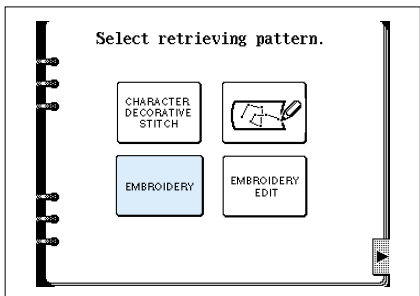 Select retrieving pattern.
CHARACTER
DECORATIVE
STITCH
EMBROIDERY
EMBROIDERY
EDIT